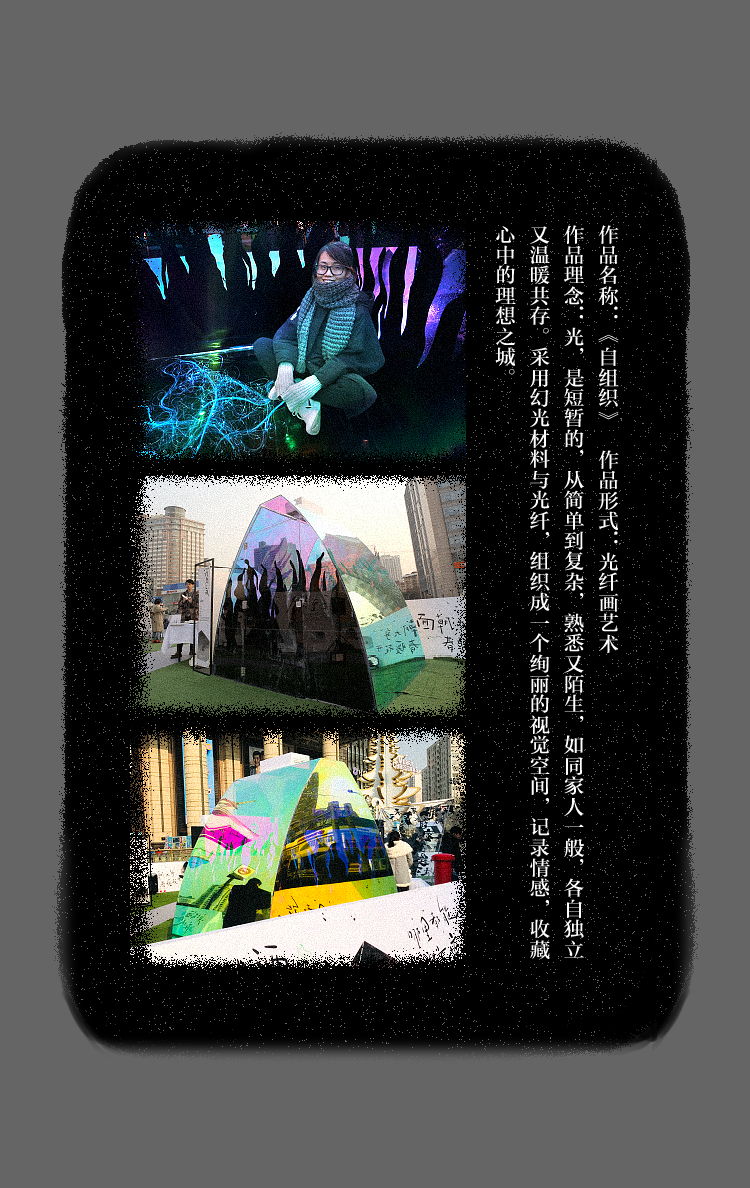 作品名称：《自组织》 作品形式：光纤画艺术
作品理念：光，是短暂的，从简单到复杂，熟悉又陌生，如同家人一般，各自独立
又温暖共存。采用幻光材料与光纤，组织成一个绚丽的视觉空间，记录情感，收藏
心中的理想之城。